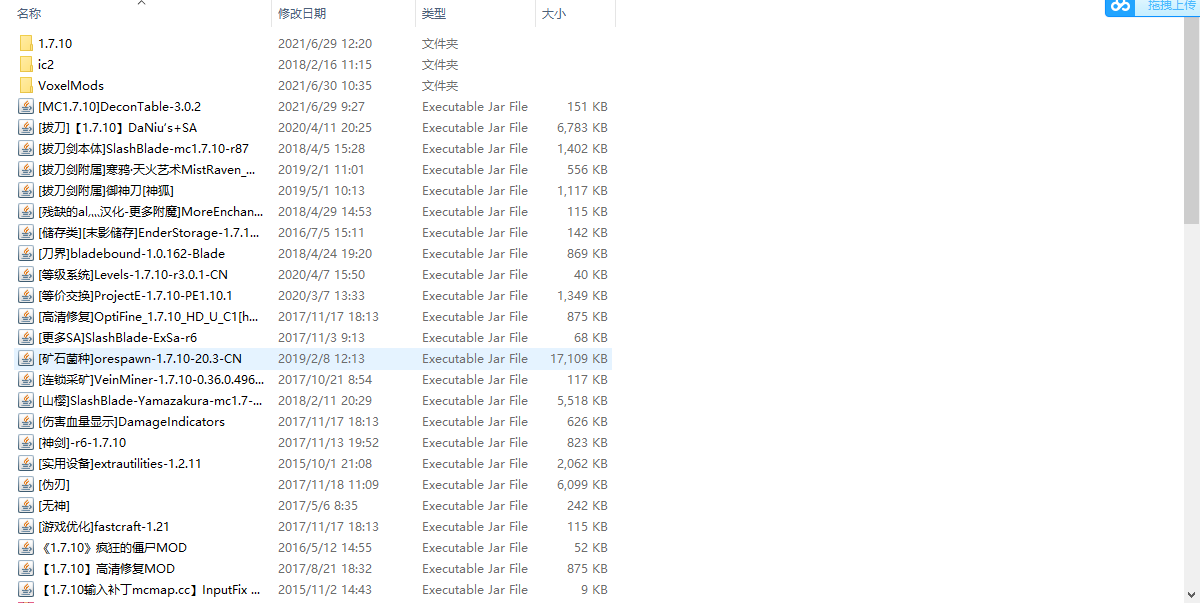 名称 修改日期 类型 大小
拖拽上传
1.7.10 2021/6/29 12:20 文件夹
ic2 2018/2/16 11:15 文件夹
VoxelMods 2021/6/30 10:35 文件夹
[MC1.7.10]DeconTable-3.0.2 2021/6/29 9:27 Executable Jar File 151 KB
[拔刀]【1.7.10】DaNiu's+SA 2020/4/11 20:25 Executable Jar File 6,783 KB
[拔刀剑本体]SlashBlade-mc1.7.10-r87 2018/4/5 15:28 Executable Jar File 1,402 KB
[拔刀剑附属]寒鸦·天火艺术MistRaven_... 2019/2/1 11:01 Executable Jar File 556 KB
[拔刀剑附属]御神刀[神狐] 2019/5/1 10:13 Executable Jar File 1,117 KB
[残缺的al,,,,汉化-更多附魔]MoreEnchan... 2018/4/29 14:53 Executable Jar File 115 KB
[储存类][末影储存]EnderStorage-1.7.1... 2016/7/5 15:11 Executable Jar File 142 KB
[刀界]bladebound-1.0.162-Blade 2018/4/24 19:20 Executable Jar File 869 KB
[等级系统]Levels-1.7.10-r3.0.1-CN 2020/4/7 15:50 Executable Jar File 40 KB
[等价交换]ProjectE-1.7.10-PE1.10.1 2020/3/7 13:33 Executable Jar File 1,349 KB
[高清修复]OptiFine_1.7.10_HD_U_C1[h... 2017/11/17 18:13 Executable Jar File 875 KB
[更多SA]SlashBlade-ExSa-r6 2017/11/3 9:13 Executable Jar File 68 KB
[矿石菌种]orespawn-1.7.10-20.3-CN 2019/2/8 12:13 Executable Jar File 17,109 KB
[连锁采矿]VeinMiner-1.7.10-0.36.0.496... 2017/10/21 8:54 Executable Jar File 117 KB
[山樱]SlashBlade-Yamazakura-mc1.7-... 2018/2/11 20:29 Executable Jar File 5,518 KB
[伤害血量显示]DamageIndicators 2017/11/17 18:13 Executable Jar File 626 KB
[神剑]-r6-1.7.10 2017/11/13 19:52 Executable Jar File 823 KB
[实用设备]extrautilities-1.2.11 2015/10/1 21:08 Executable Jar File 2,062 KB
[伪刃] 2017/11/18 11:09 Executable Jar File 6,099 KB
[无神] 2017/5/6 8:35 Executable Jar File 242 KB
[游戏优化]fastcraft-1.21 2017/11/17 18:13 Executable Jar File 115 KB
《1.7.10》疯狂的僵尸MOD 2016/5/12 14:55 Executable Jar File 52 KB
【1.7.10】高清修复MOD 2017/8/21 18:32 Executable Jar File 875 KB
【1.7.10输入补丁mcmap.cc】InputFix ... 2015/11/2 14:43 Executable Jar File 9 KB